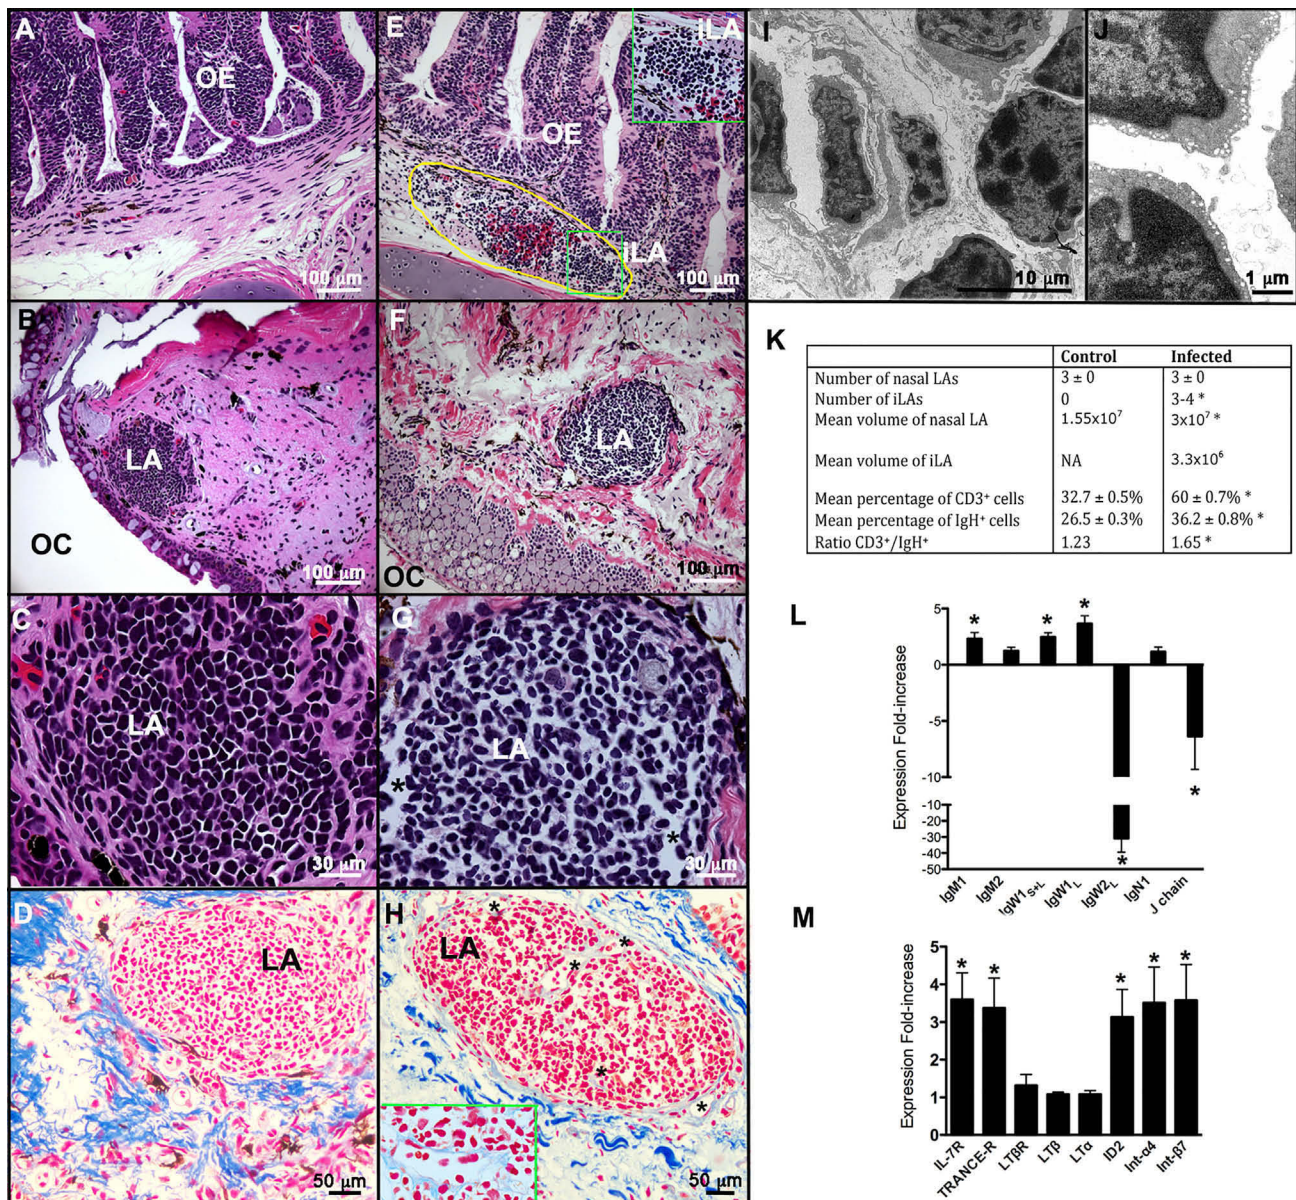 A
OE
100 μm
E
iLA
OE
iLA
100 μm
I
10 μm
J
1 μm
B
LA
OC
100 μm
F
LA
OC
100 μm
C
LA
30 μm
G
LA
*
*
30 μm
D
LA
50 μm
H
LA
*
*
*
*
*
50 μm
K
Control Infected
Number of nasal LAs 3 ± 0 3 ± 0
Number of iLAs 0 3-4 *
Mean volume of nasal LA 1.55x10⁷ 3x10⁷ *
Mean volume of iLA NA 3.3x10⁶
Mean percentage of CD3⁺ cells 32.7 ± 0.5% 60 ± 0.7% *
Mean percentage of IgH⁺ cells 26.5 ± 0.3% 36.2 ± 0.8% *
Ratio CD3⁺/IgH⁺ 1.23 1.65 *
L
Expression Fold-increase
5
0
-5
-10
-10
-20
-30
-40
-50
* * * * *
IgM1 IgM2 IgW1S+L IgW1L IgW2L IgN1 J chain
M
Expression Fold-increase
5
4
3
2
1
0
* * * * *
IL-7R TRANCE-R LTβR LTβ LTα ID2 Int-α4 Int-β7